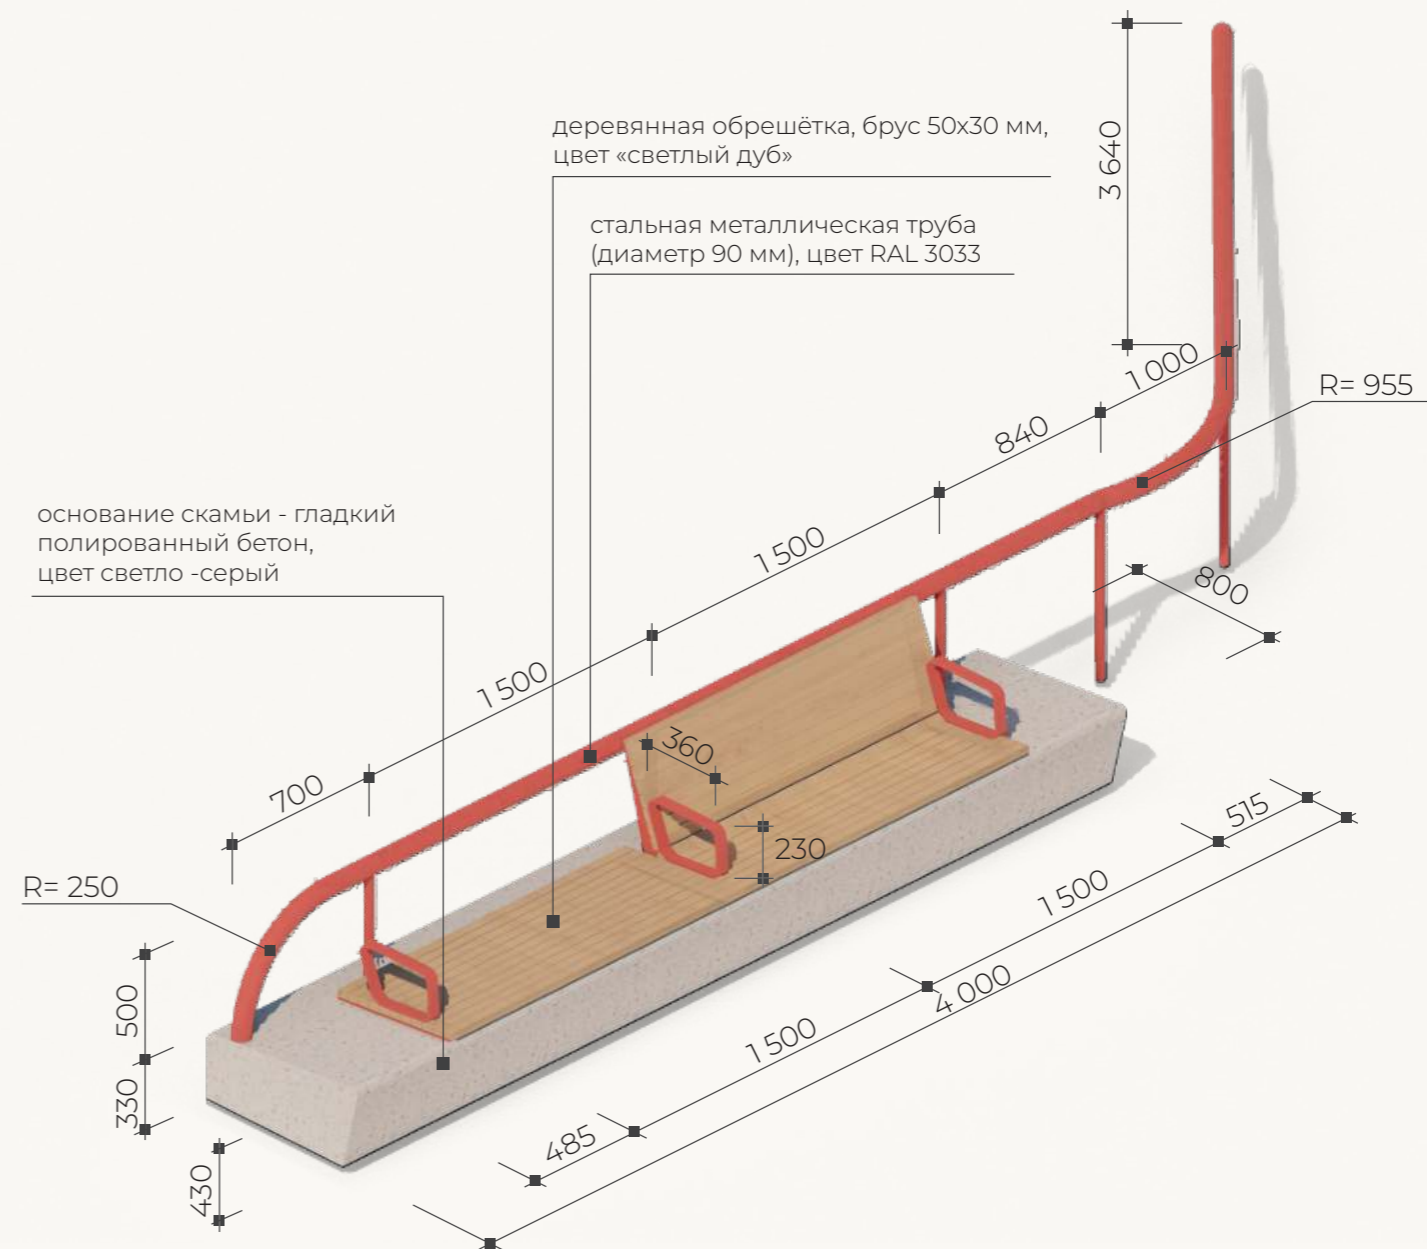 3 640
деревянная обрешётка, брус 50х30 мм,
цвет «светлый дуб»
стальная металлическая труба
(диаметр 90 мм), цвет RAL 3033
1 000
R= 955
840
основание скамьи - гладкий
полированный бетон,
цвет светло -серый
1 500
800
1 500
360
700
515
230
R= 250
1 500
4 000
500
1 500
330
485
430